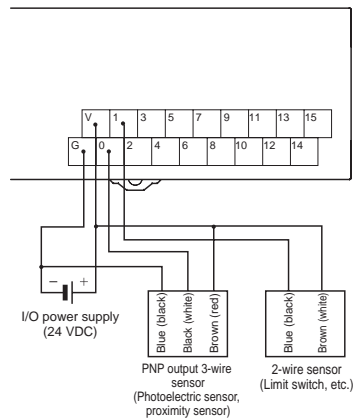 V 1 3 5 7 9 11 13 15
G 0 2 4 6 8 10 12 14
− +
I/O power supply
(24 VDC)
Blue (black)
Black (white)
Brown (red)
Blue (black)
Brown (white)
PNP output 3-wire
sensor
(Photoelectric sensor,
proximity sensor)
2-wire sensor
(Limit switch, etc.)